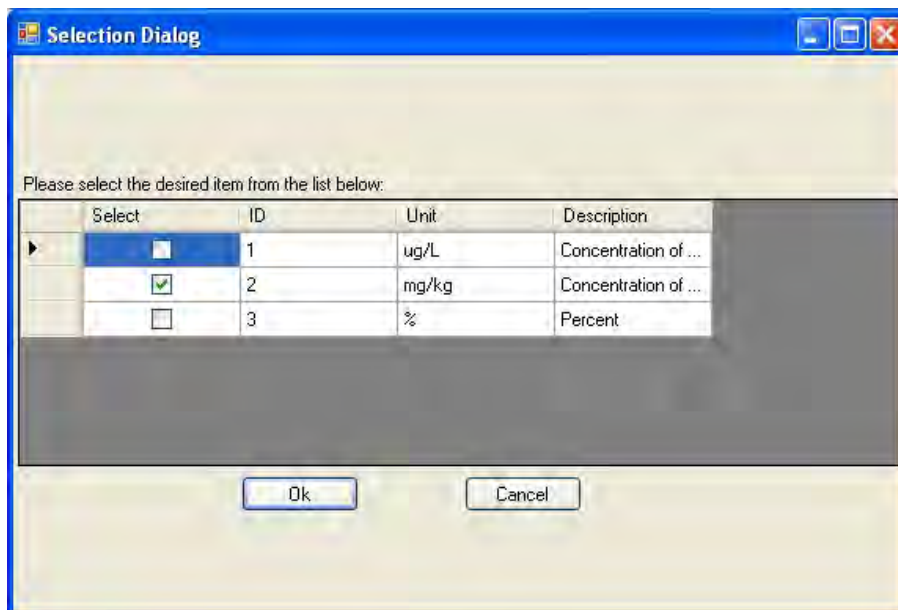 Selection Dialog
Please select the desired item from the list below:
Select ID Unit Description
1 ug/L Concentration of ...
2 mg/kg Concentration of ...
3 % Percent
Ok Cancel